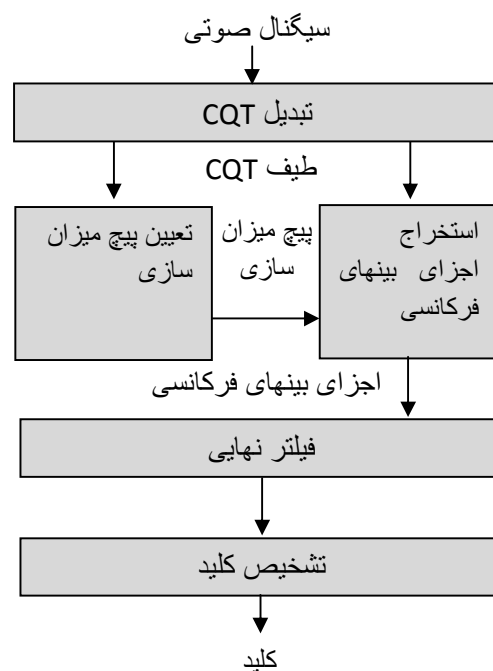 سیگنال صوتی
تبدیل CQT
طیف CQT
استخراج
اجزای بینهای
فرکانسی
پیچ میزان
سازی
تعیین پیچ میزان
سازی
اجزای بینهای فرکانسی
فیلتر نهایی
تشخیص کلید
کلید